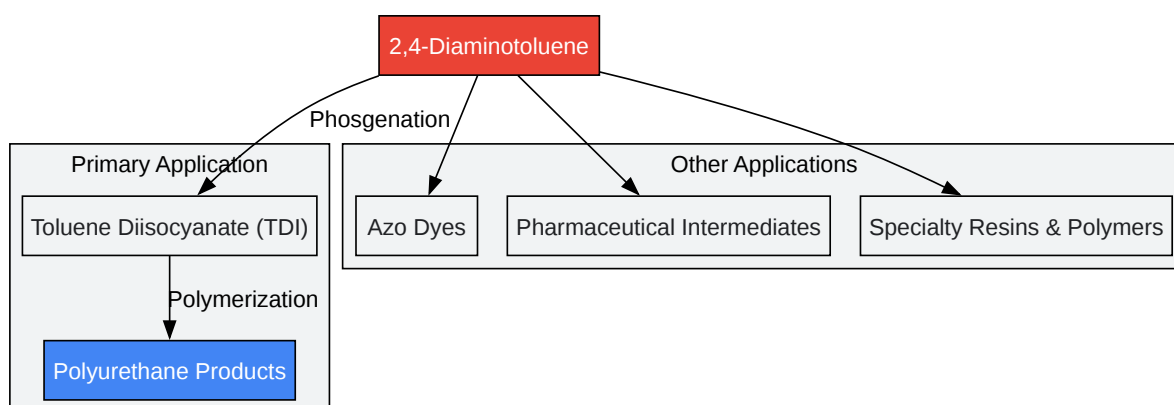 2,4-Diaminotoluene
Phosgenation
Primary Application
Other Applications
Toluene Diisocyanate (TDI)
Azo Dyes
Pharmaceutical Intermediates
Specialty Resins & Polymers
Polymerization
Polyurethane Products